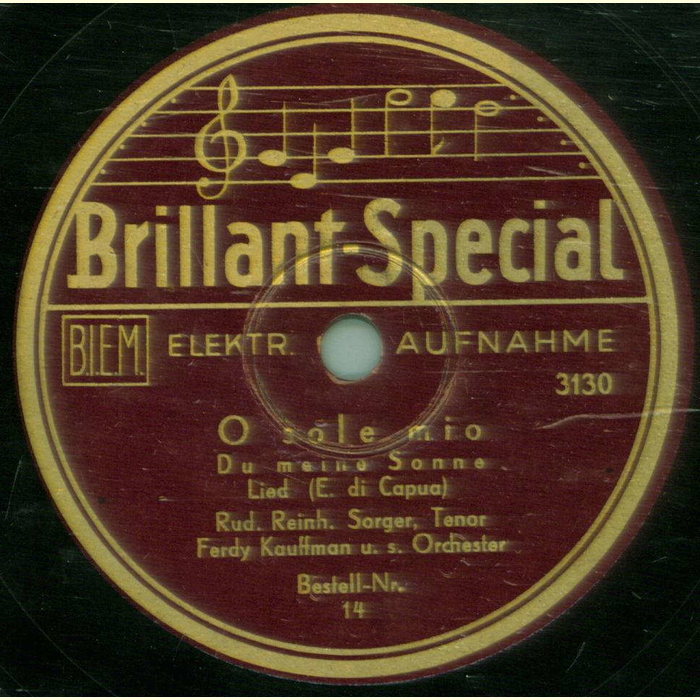 Brillant-Special
B.I.E.M. ELEKTR. AUFNAHME
3130
O sole mio
Du meine Sonne
Lied (E. di Capua)
Rud. Reinh. Sorger, Tenor
Ferdy Kauffman u. s. Orchester
Bestell-Nr.
14